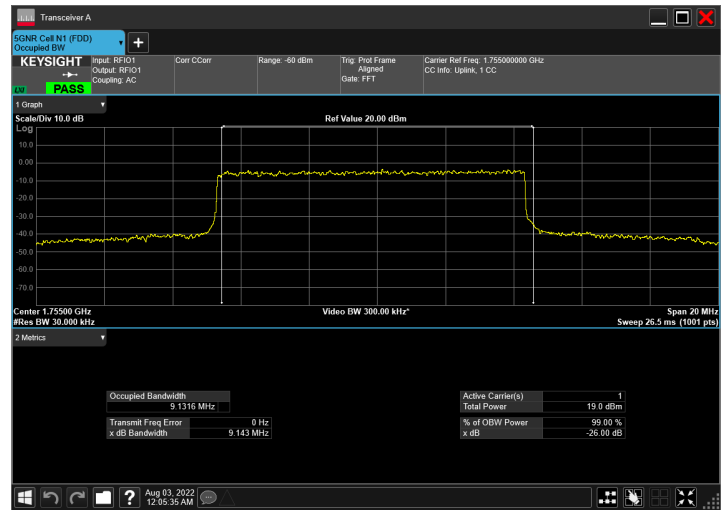 Transceiver A
5GNR Cell N1 (FDD)
Occupied BW
KEYSIGHT
PASS
Input: RFIO1
Output: RFIO1
Coupling: AC
Corr CCorr
Range: -60 dBm
Trig: Prot Frame
Aligned
Gate: FFT
Carrier Ref Freq: 1.755000000 GHz
CC Info: Uplink, 1 CC
1 Graph
Scale/Div 10.0 dB
Ref Value 20.00 dBm
Log
10.0
0.00
-10.0
-20.0
-30.0
-40.0
-50.0
-60.0
-70.0
Center 1.75500 GHz
Video BW 300.00 kHz*
Span 20 MHz
#Res BW 30.000 kHz
Sweep 26.5 ms (1001 pts)
2 Metrics
Occupied Bandwidth
9.1316 MHz
Transmit Freq Error 0 Hz
x dB Bandwidth 9.143 MHz
Active Carrier(s) 1
Total Power 19.0 dBm
% of OBW Power 99.00 %
x dB -26.00 dB
Aug 03, 2022
12:05:35 AM